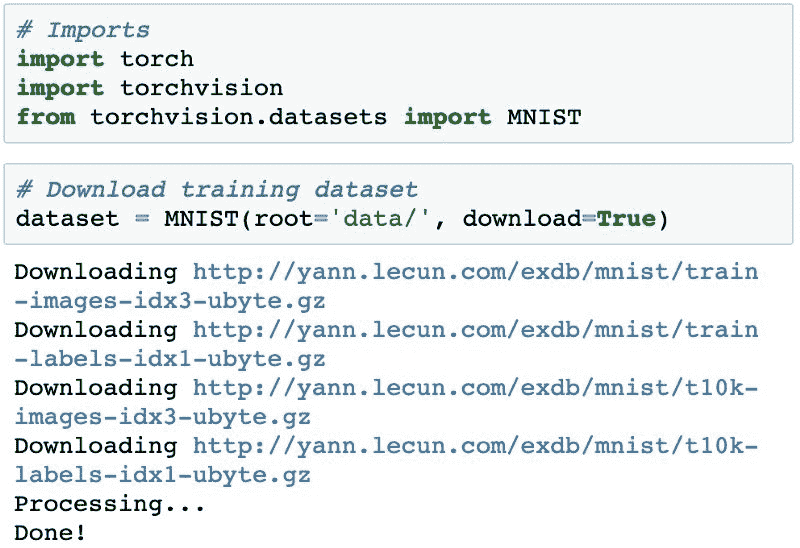 # Imports
import torch
import torchvision
from torchvision.datasets import MNIST
# Download training dataset
dataset = MNIST(root='data/', download=True)
Downloading http://yann.lecun.com/exdb/mnist/train
-images-idx3-ubyte.gz
Downloading http://yann.lecun.com/exdb/mnist/train
-labels-idx1-ubyte.gz
Downloading http://yann.lecun.com/exdb/mnist/t10k-
images-idx3-ubyte.gz
Downloading http://yann.lecun.com/exdb/mnist/t10k-
labels-idx1-ubyte.gz
Processing...
Done!